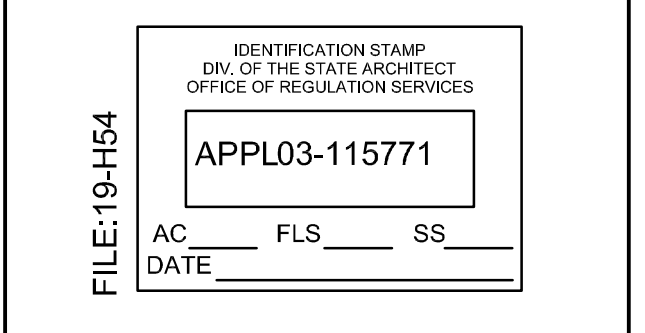 IDENTIFICATION STAMP
DIV. OF THE STATE ARCHITECT
OFFICE OF REGULATION SERVICES
APPL03-115771
AC_____ FLS_____ SS_____
DATE____________________
FILE:19-H54